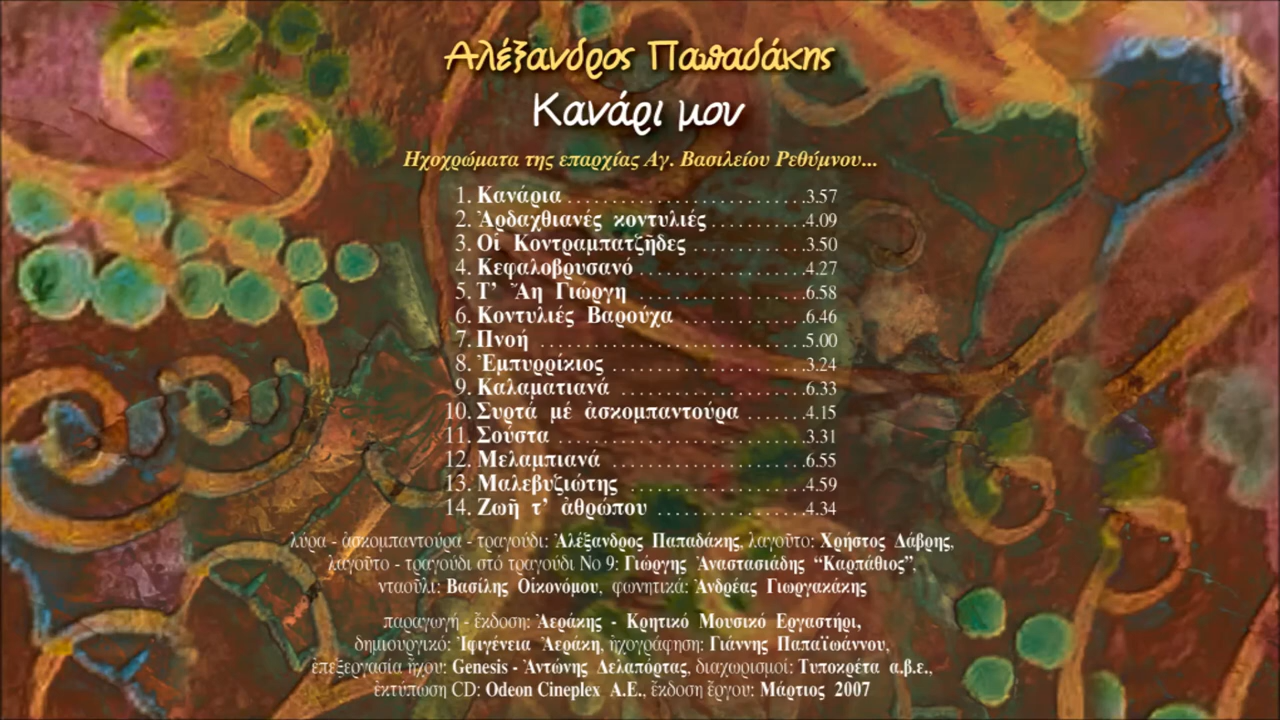 Αλέξανδρος Παπαδάκης
Κανάρι μου
Ηχοχρώματα της επαρχίας Αγ. Βασιλείου Ρεθύμνου...
1. Κανάρια ........................3.57
2. Ἀρδαχθιανές κοντυλιές ............4.09
3. Οἱ Κοντραμπατζῆδες ..............3.50
4. Κεφαλοβρυσανό ..................4.27
5. Τ’ Ἄη Γιώργη ..................6.58
6. Κοντυλιές Βαρούχα ..............6.46
7. Πνοή ..........................5.00
8. Ἐμπυρρίκιος ....................3.24
9. Καλαματιανά ....................6.33
10. Συρτά μέ ἀσκομπαντούρα .......4.15
11. Σούστα ........................3.31
12. Μελαμπιανά ....................6.55
13. Μαλεβυζιώτης ..................4.59
14. Ζωῆ τ’ ἀθρώπου ................4.34
λύρα - ἀσκομπαντούρα - τραγούδι: Ἀλέξανδρος Παπαδάκης, λαγοῦτο: Χρήστος Δάβρης,
λαγοῦτο - τραγούδι στό τραγούδι Νο 9: Γιώργης Ἀναστασιάδης “Καρπάθιος”,
νταοῦλι: Βασίλης Οἰκονόμου, φωνητικά: Ἀνδρέας Γιωργακάκης
παραγωγή - ἔκδοση: Ἀεράκης - Κρητικό Μουσικό Εργαστήρι,
δημιουργικό: Ἰφιγένεια Ἀεράκη, ἠχογράφηση: Γιάννης Παπαϊωάννου,
ἐπεξεργασία ἤχου: Genesis - Ἀντώνης Δελαπόρτας, διαχωρισμοί: Τυποκρέτα α.β.ε.,
ἐκτύπωση CD: Odeon Cineplex Α.Ε., ἔκδοση ἔργου: Μάρτιος 2007